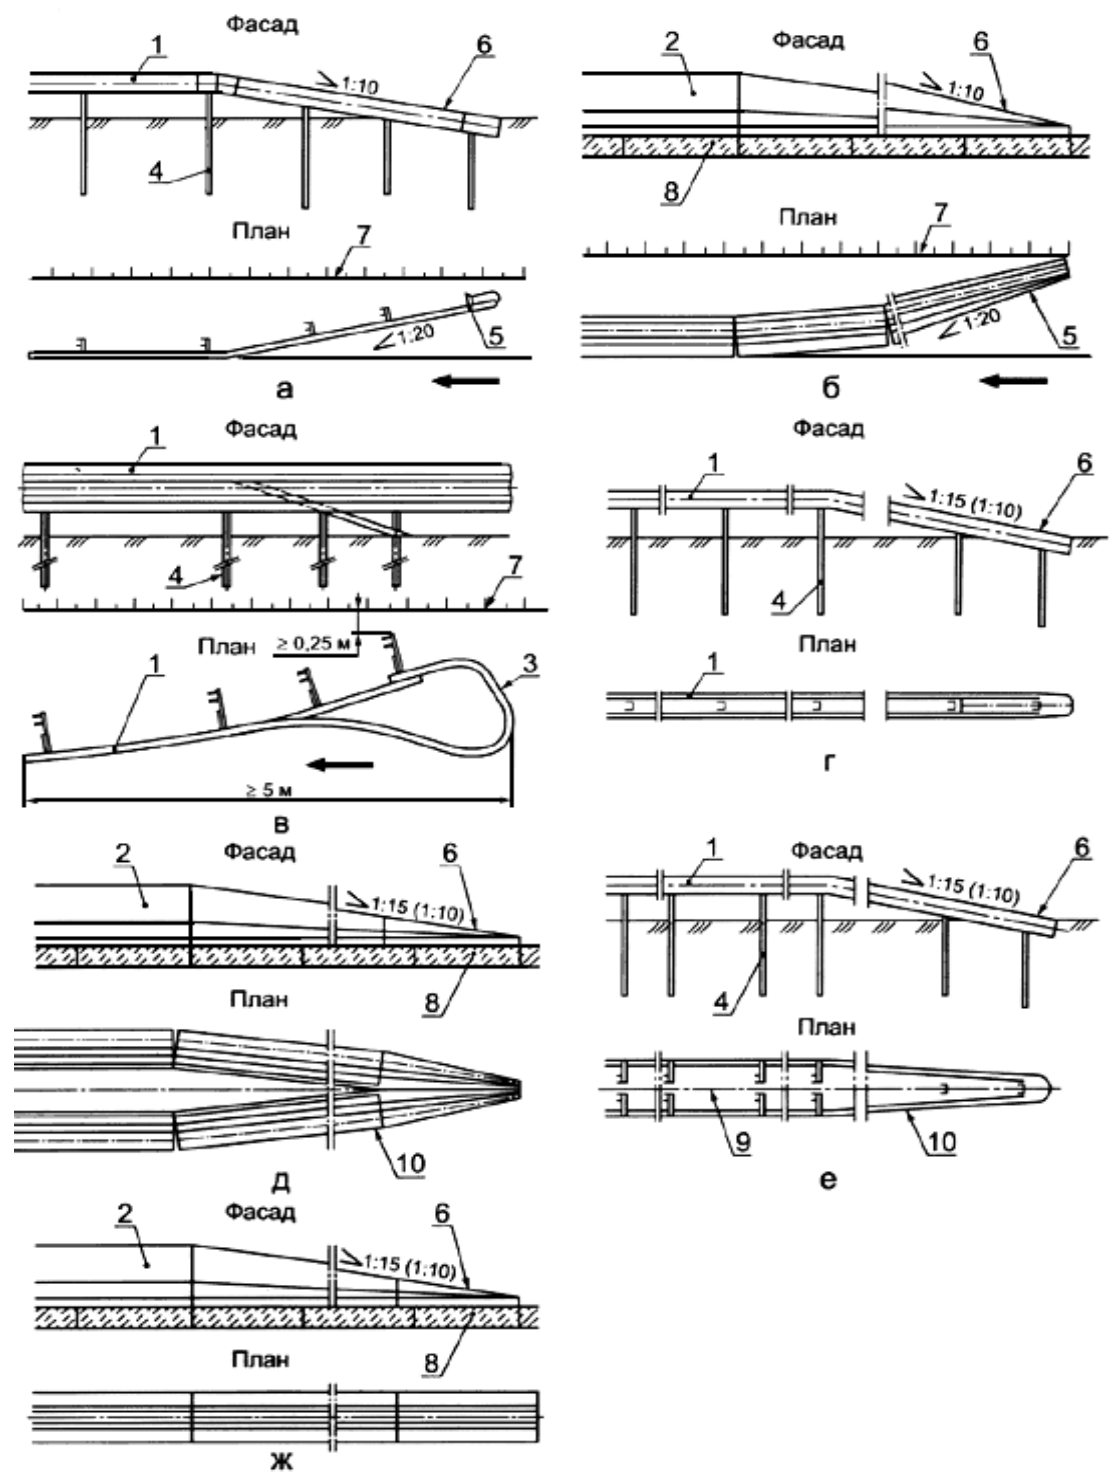 Фасад
1
6
1:10
4
План
7
1:20
5
а
Фасад
2
6
1:10
8
План
7
1:20
5
б
Фасад
1
4
7
План
≥ 0,25 м
1
3
≥ 5 м
в
Фасад
1
6
1:15 (1:10)
4
План
1
г
Фасад
2
6
1:15 (1:10)
План
8
10
д
Фасад
1
6
1:15 (1:10)
4
План
9
10
е
Фасад
2
6
1:15 (1:10)
План
8
ж